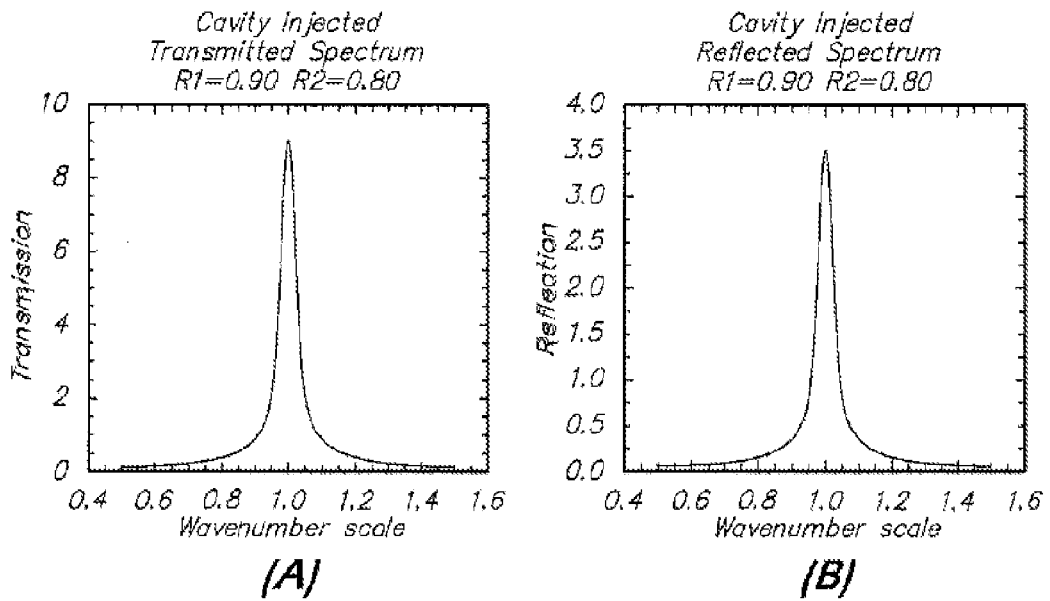 Cavity Injected
Transmitted Spectrum
R1=0.90 R2=0.80
10
8
6
4
2
0
Transmission
0.4 0.6 0.8 1.0 1.2 1.4 1.6
Wavenumber scale
(A)
Cavity Injected
Reflected Spectrum
R1=0.90 R2=0.80
4.0
3.5
3.0
2.5
2.0
1.5
1.0
0.5
0.0
Reflection
0.4 0.6 0.8 1.0 1.2 1.4 1.6
Wavenumber scale
(B)